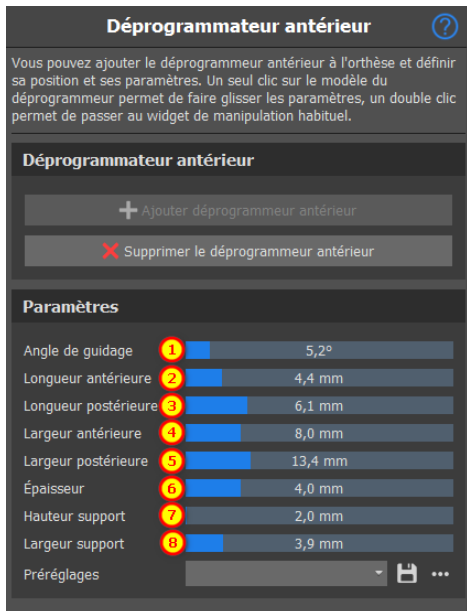 Déprogrammateur antérieur ?
Vous pouvez ajouter le déprogrammeur antérieur à l'orthèse et définir
sa position et ses paramètres. Un seul clic sur le modèle du
déprogrammeur permet de faire glisser les paramètres, un double clic
permet de passer au widget de manipulation habituel.
Déprogrammateur antérieur
Ajouter déprogrammeur antérieur
Supprimer le déprogrammeur antérieur
Paramètres
Angle de guidage 1 5,2°
Longueur antérieure 2 4,4 mm
Longueur postérieure 3 6,1 mm
Largeur antérieure 4 8,0 mm
Largeur postérieure 5 13,4 mm
Épaisseur 6 4,0 mm
Hauteur support 7 2,0 mm
Largeur support 8 3,9 mm
Préréglages